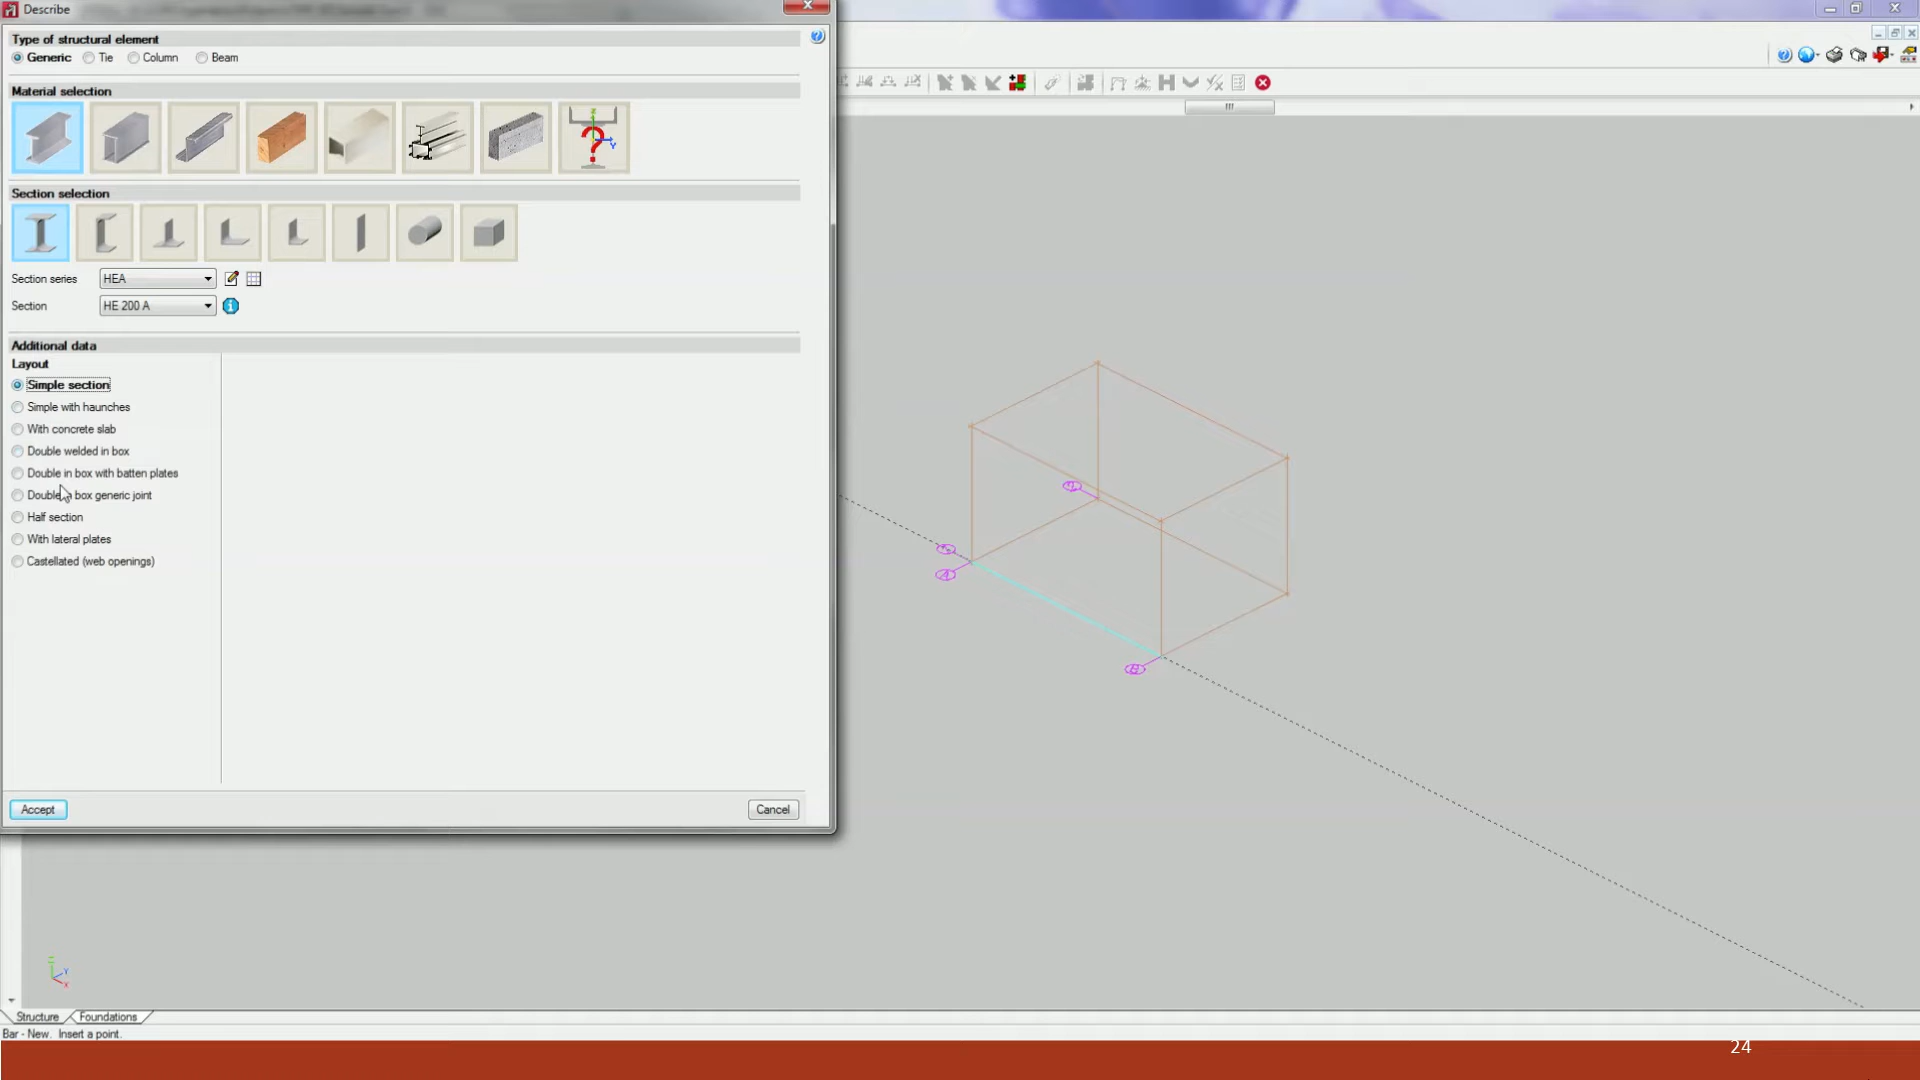 Describe
Type of structural element
Generic Tie Column Beam
Material selection
Section selection
Section series HEA
Section HE 200 A
Additional data
Layout
Simple section
Simple with haunches
With concrete slab
Double welded in box
Double in box with batten plates
Double box generic joint
Half section
With lateral plates
Castellated (web openings)
Accept Cancel
Z
Y
X
Structure Foundations
Bar - New. Insert a point.
24